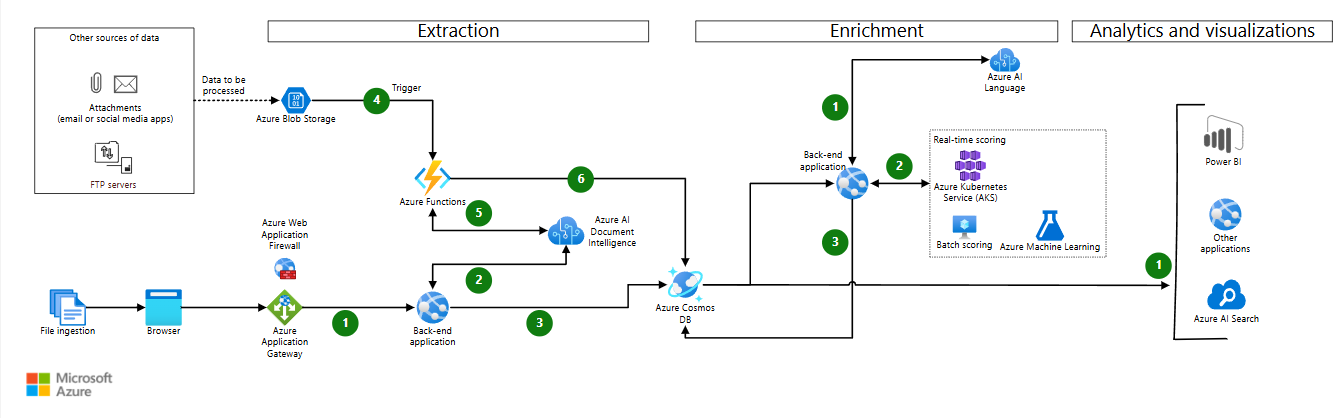 Extraction
Enrichment
Analytics and visualizations
Other sources of data
Attachments
(email or social media apps)
FTP servers
Data to be
processed
Azure Blob Storage
4
Trigger
Azure Functions
6
5
Azure AI
Document
Intelligence
2
Azure Web
Application
Firewall
File ingestion
Browser
Azure
Application
Gateway
1
Back-end
application
3
Azure Cosmos
DB
Azure AI
Language
1
Back-end
application
2
Real-time scoring
Azure Kubernetes
Service (AKS)
Batch scoring
Azure Machine Learning
3
1
Power BI
Other
applications
Azure AI Search
Microsoft
Azure
10
01